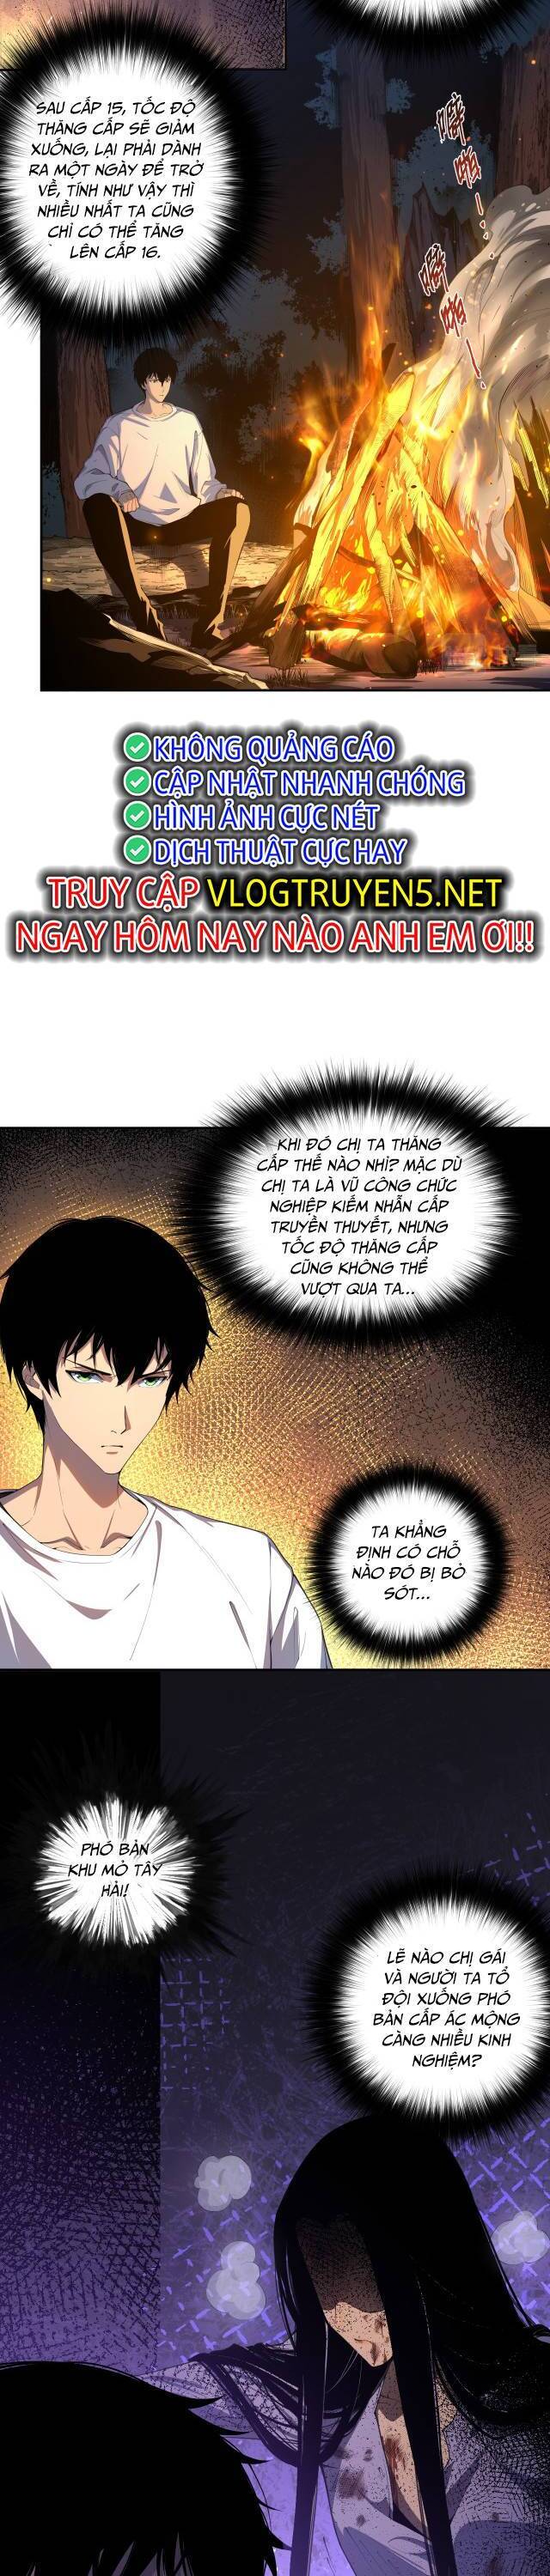 SAU CẤP 15, TỐC ĐỘ
THĂNG CẤP SẼ GIẢM
XUỐNG, LẠI PHẢI DÀNH
RA MỘT NGÀY ĐỂ TRỞ
VỀ, TÍNH NHƯ VẬY THÌ
NHIỀU NHẤT TA CŨNG
CHỈ CÓ THỂ TĂNG
LÊN CẤP 16.
噼
啪
噼
啪
KHÔNG QUẢNG CÁO
CẬP NHẬT NHANH CHÓNG
HÌNH ẢNH CỰC NÉT
DỊCH THUẬT CỰC HAY
TRUY CẬP VLOGTRUYEN5.NET
NGAY HÔM NAY NÀO ANH EM ƠI!!
KHI ĐÓ CHỊ TA THĂNG
CẤP THẾ NÀO NHỈ? MẶC DÙ
CHỊ TA LÀ VŨ CÔNG CHỨC
NGHIỆP KIẾM NHẪN CẤP
TRUYỀN THUYẾT, NHƯNG
TỐC ĐỘ THĂNG CẤP
CŨNG KHÔNG THỂ
VƯỢT QUA TA...
TA KHẲNG
ĐỊNH CÓ CHỖ
NÀO ĐÓ BỊ BỎ
SÓT...
PHÓ BẢN
KHU MỎ TÂY
HẢI!
LẼ NÀO CHỊ GÁI
VÀ NGƯỜI TA TỔ
ĐỘI XUỐNG PHÓ
BẢN CẤP ÁC MỘNG
CÀNG NHIỀU KINH
NGHIỆM?